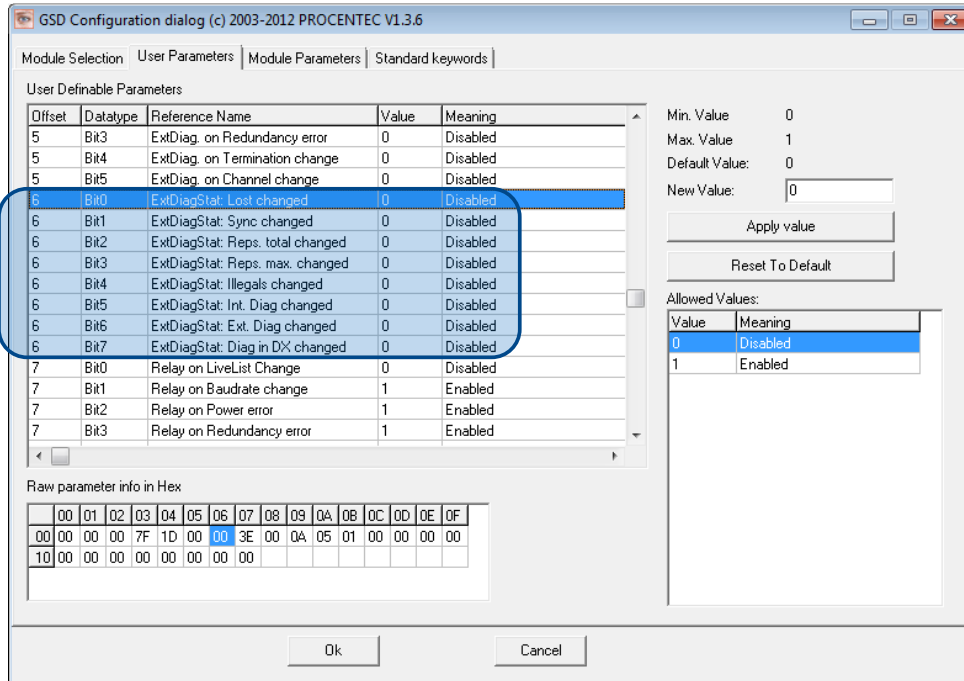 GSD Configuration dialog (c) 2003-2012 PROCENTEC V1.3.6
Module Selection User Parameters Module Parameters Standard keywords
User Definable Parameters
Offset Datatype Reference Name Value Meaning
5 Bit3 ExtDiag. on Redundancy error 0 Disabled
5 Bit4 ExtDiag. on Termination change 0 Disabled
5 Bit5 ExtDiag. on Channel change 0 Disabled
6 Bit0 ExtDiagStat: Lost changed 0 Disabled
6 Bit1 ExtDiagStat: Sync changed 0 Disabled
6 Bit2 ExtDiagStat: Reps. total changed 0 Disabled
6 Bit3 ExtDiagStat: Reps. max. changed 0 Disabled
6 Bit4 ExtDiagStat: Illegals changed 0 Disabled
6 Bit5 ExtDiagStat: Int. Diag changed 0 Disabled
6 Bit6 ExtDiagStat: Ext. Diag changed 0 Disabled
6 Bit7 ExtDiagStat: Diag in DX changed 0 Disabled
7 Bit0 Relay on LiveList Change 0 Disabled
7 Bit1 Relay on Baudrate change 1 Enabled
7 Bit2 Relay on Power error 1 Enabled
7 Bit3 Relay on Redundancy error 1 Enabled
Min. Value 0
Max. Value 1
Default Value: 0
New Value: 0
Apply value
Reset To Default
Allowed Values:
Value Meaning
0 Disabled
1 Enabled
Raw parameter info in Hex
00 01 02 03 04 05 06 07 08 09 0A 0B 0C 0D 0E 0F
00 00 00 00 7F 1D 00 00 3E 00 0A 05 01 00 00 00 00
10 00 00 00 00 00 00 00 00
Ok Cancel